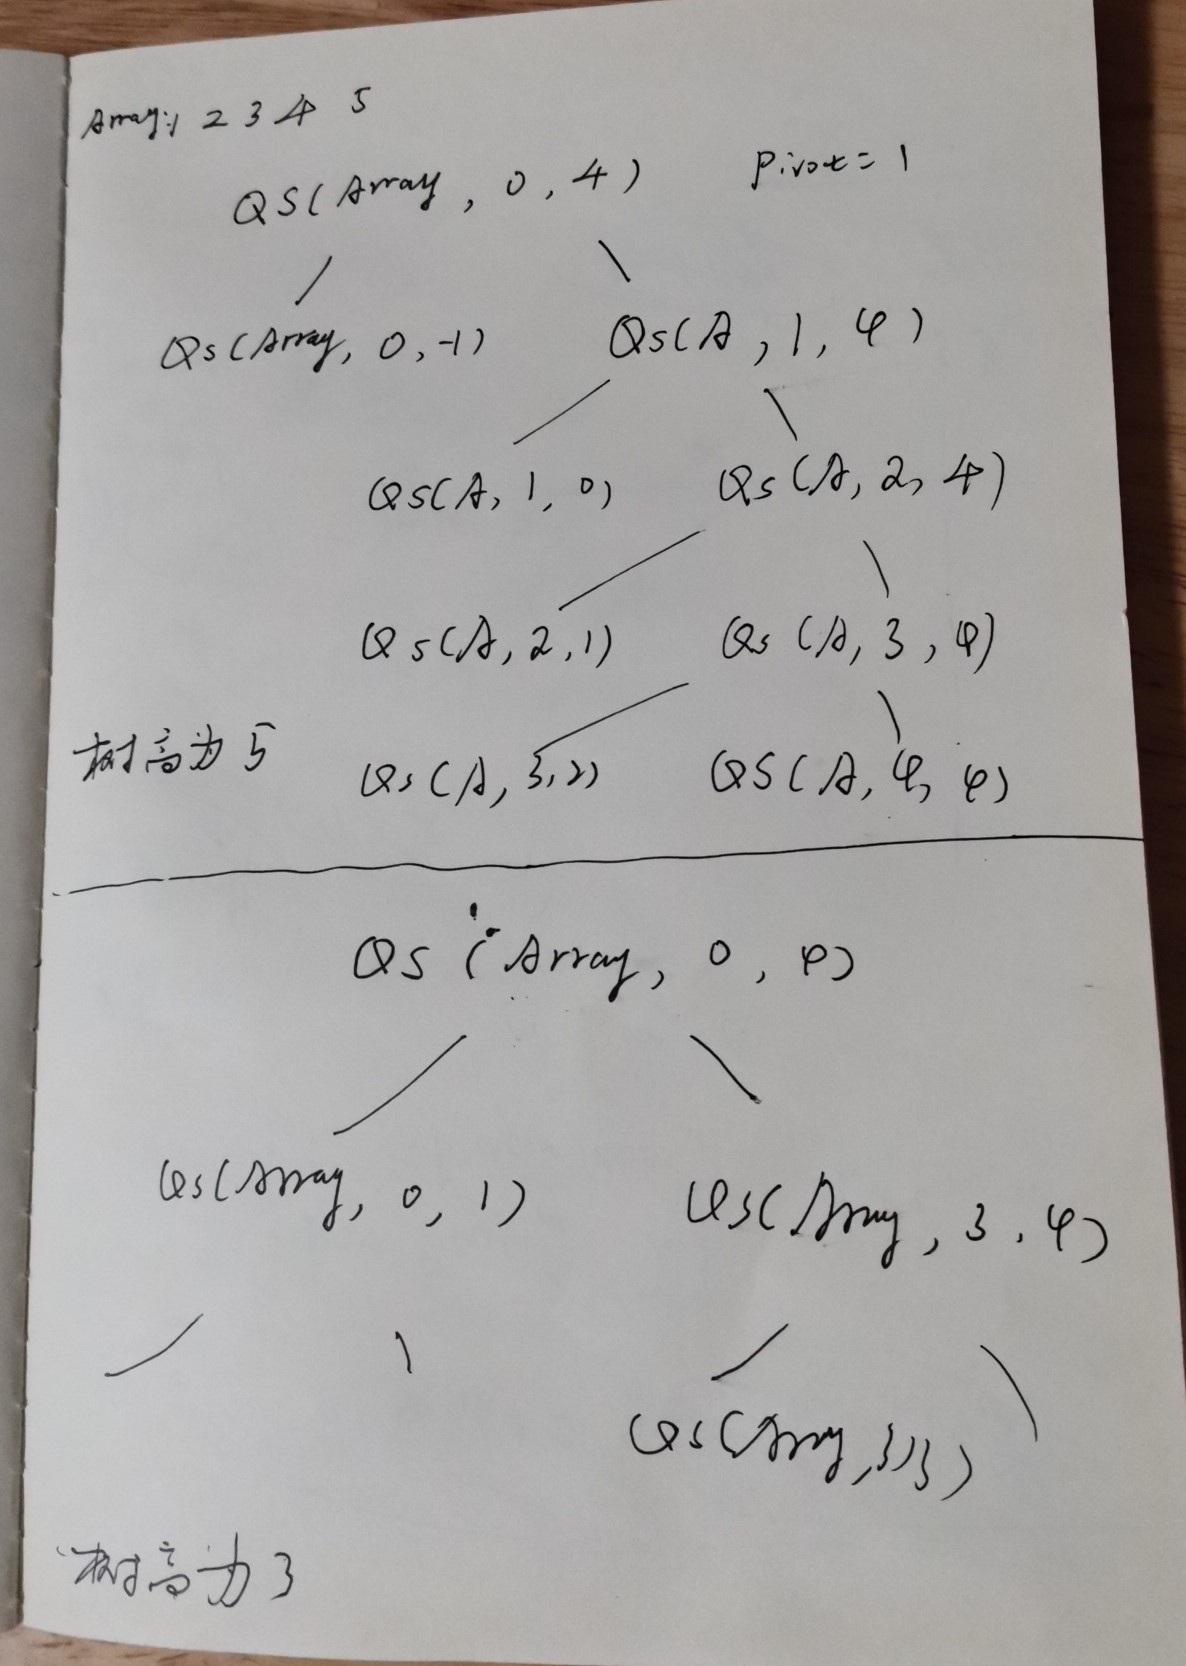 Array: 1 2 3 4 5
QS(Array, 0, 4) Pivot = 1
Qs(Array, 0, -1) Qs(A, 1, 4)
QS(A, 1, 0) Qs(A, 2, 4)
Qs(A, 2, 1) Qs(A, 3, 4)
树高为5
Qs(A, 3, 2) QS(A, 4, 4)
QS(Array, 0, 4)
Qs(Array, 0, 1) Qs(Array, 3, 4)
Qs(Array, 3, 3)
树高为3